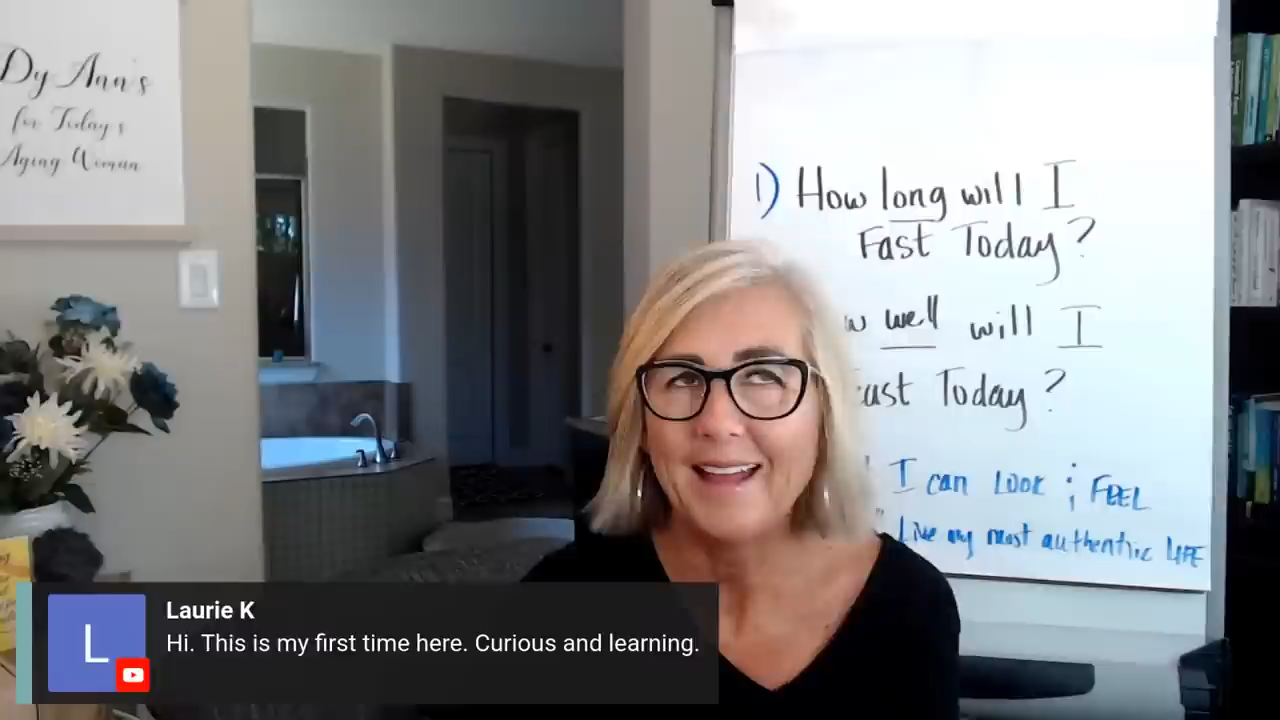 Dy Ann's
for Today's
Aging Woman
1) How long will I
Fast Today?
well will I
Fast Today?
I can Look & FEEL
Live my most authentic LIFE
L
Laurie K
Hi. This is my first time here. Curious and learning.